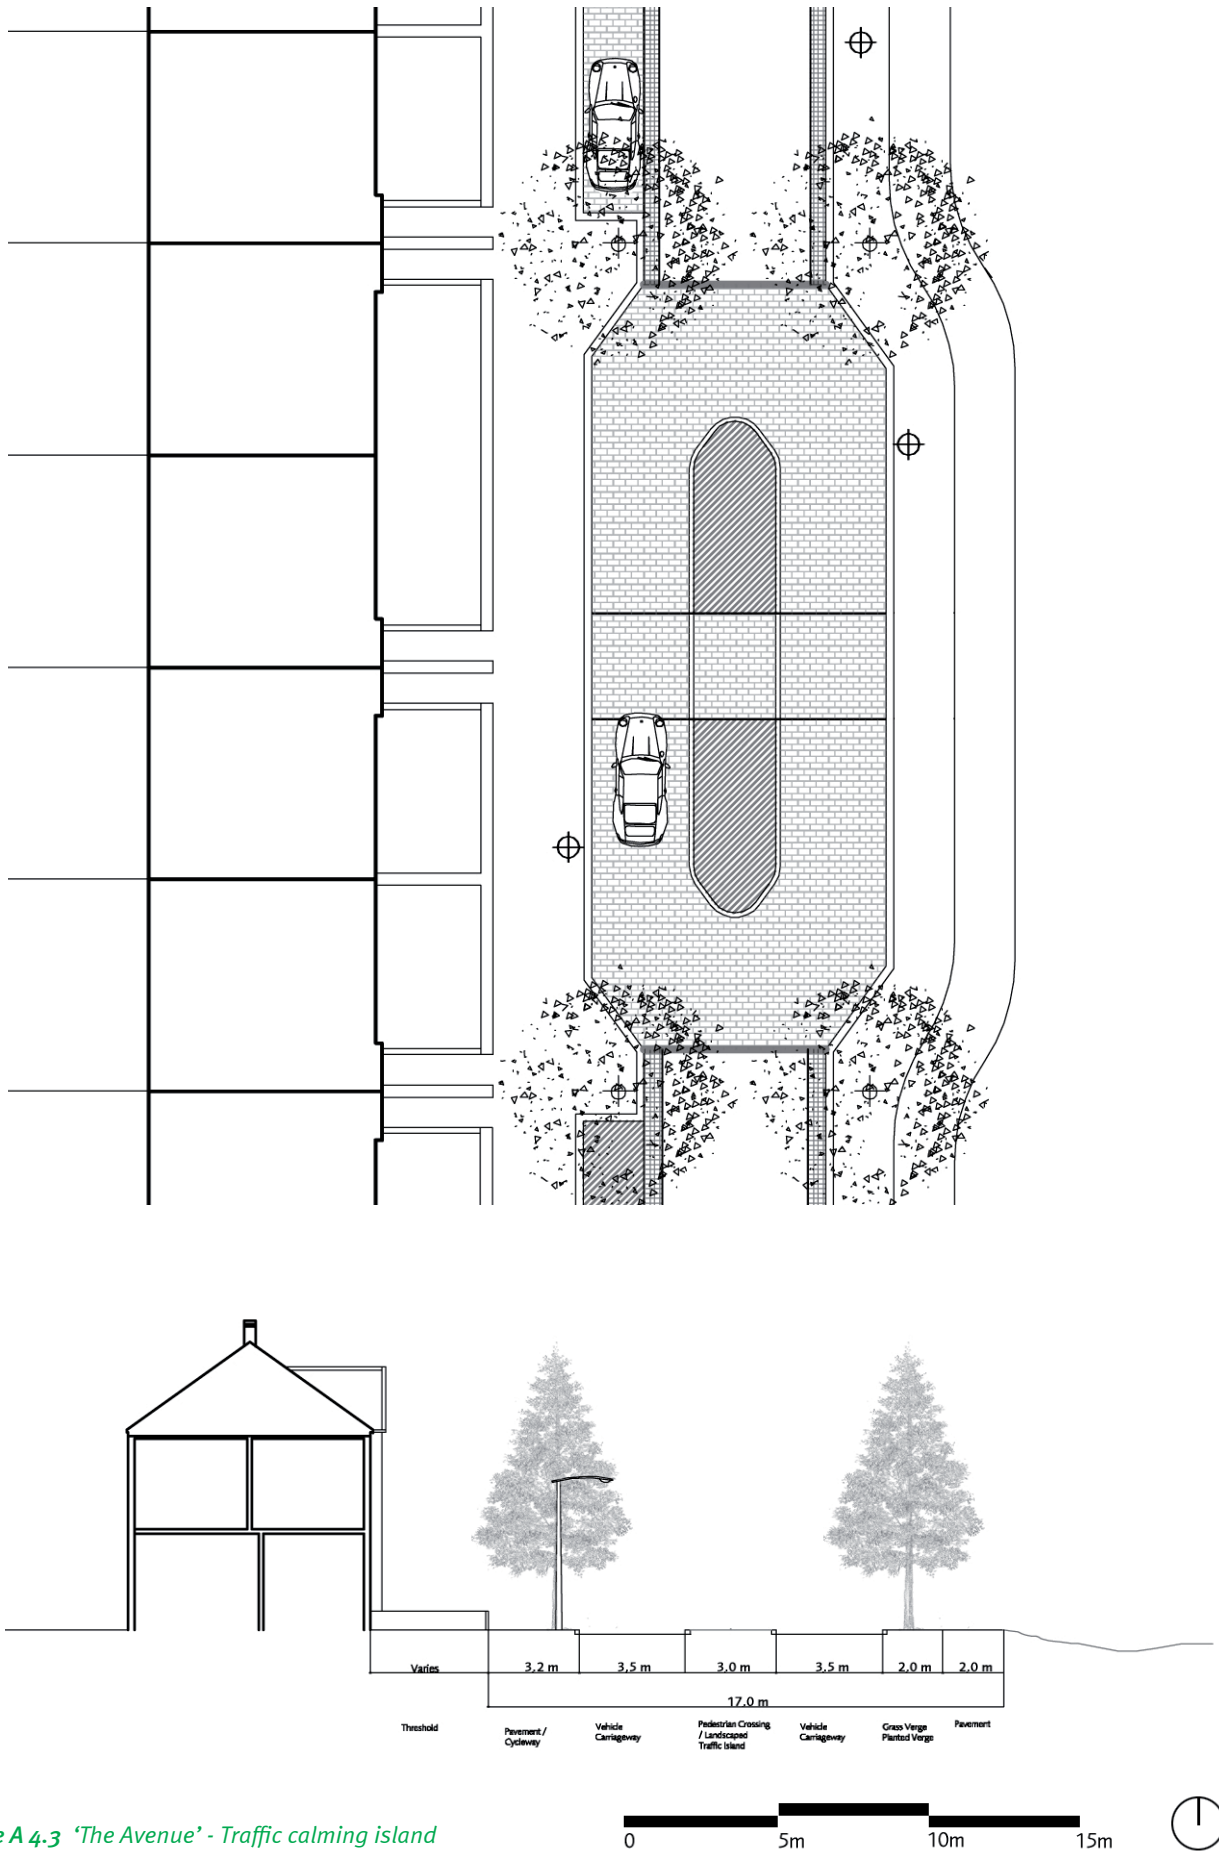 Varies
3,2 m
3,5 m
3,0 m
3,5 m
2,0 m
2,0 m
17.0 m
Threshold
Pavement /
Cycleway
Vehicle
Carriageway
Pedestrian Crossing
/ Landscaped
Traffic Island
Vehicle
Carriageway
Grass Verge
Planted Verge
Pavement
e A 4.3 ‘The Avenue’ - Traffic calming island
0 5m 10m 15m